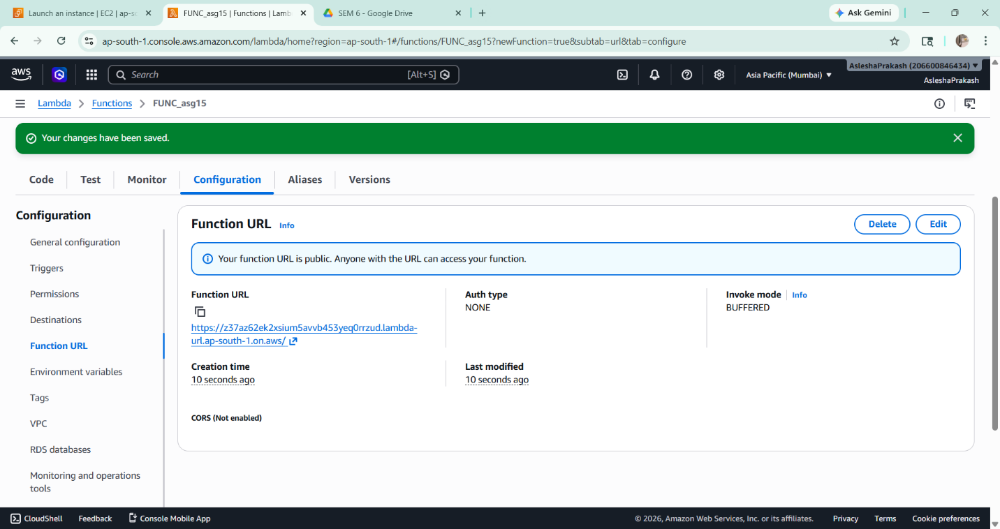 Launch an instance | EC2 | ap-so
FUNC_asg15 | Functions | Lamb
SEM 6 - Google Drive
Ask Gemini
ap-south-1.console.aws.amazon.com/lambda/home?region=ap-south-1#/functions/FUNC_asg15?newFunction=true&subtab=url&tab=configure
aws
Search [Alt+S]
Asia Pacific (Mumbai)
AsleshaPrakash (206600846434)
AsleshaPrakash
Lambda > Functions > FUNC_asg15
Your changes have been saved.
Code Test Monitor Configuration Aliases Versions
Configuration
General configuration
Triggers
Permissions
Destinations
Function URL
Environment variables
Tags
VPC
RDS databases
Monitoring and operations
tools
Function URL Info
Delete Edit
Your function URL is public. Anyone with the URL can access your function.
Function URL
https://z37az62ek2xsium5avvb453yeq0rrzud.lambda-
url.ap-south-1.on.aws/
Auth type
NONE
Invoke mode Info
BUFFERED
Creation time
10 seconds ago
Last modified
10 seconds ago
CORS (Not enabled)
CloudShell Feedback Console Mobile App
© 2026, Amazon Web Services, Inc. or its affiliates. Privacy Terms Cookie preferences